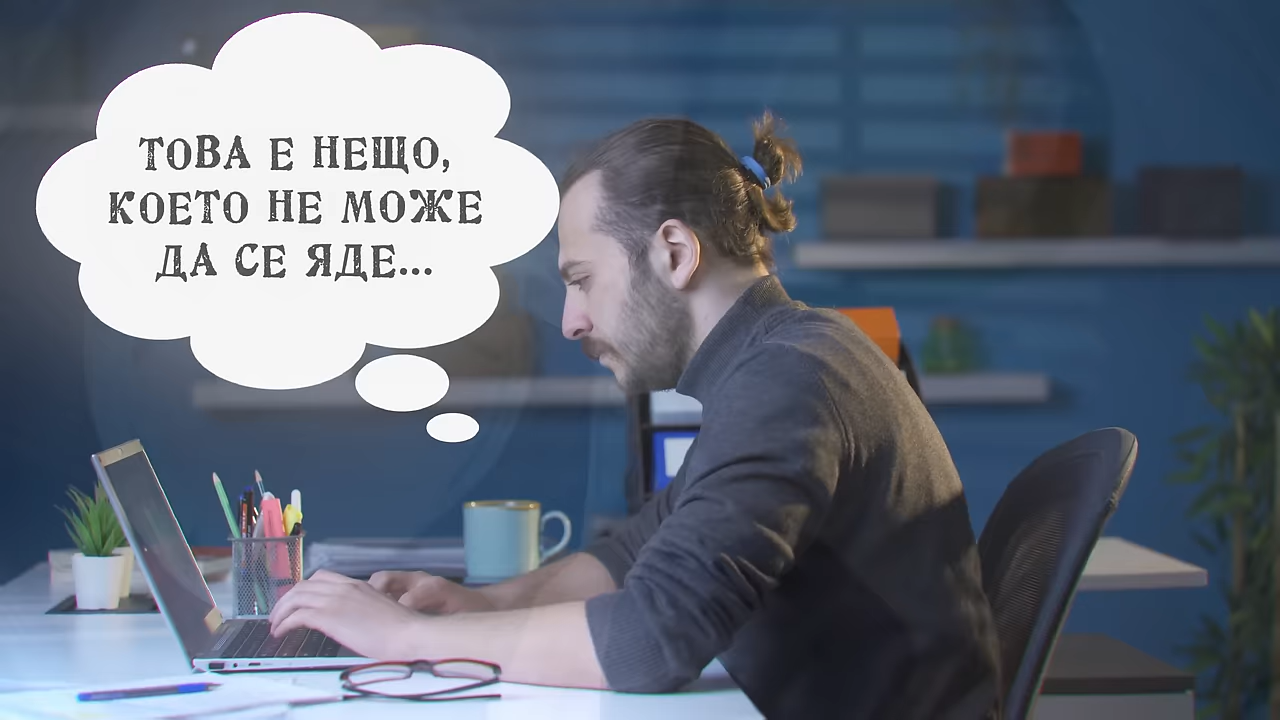 ТОВА Е НЕЩО,
КОЕТО НЕ МОЖЕ
ДА СЕ ЯДЕ...